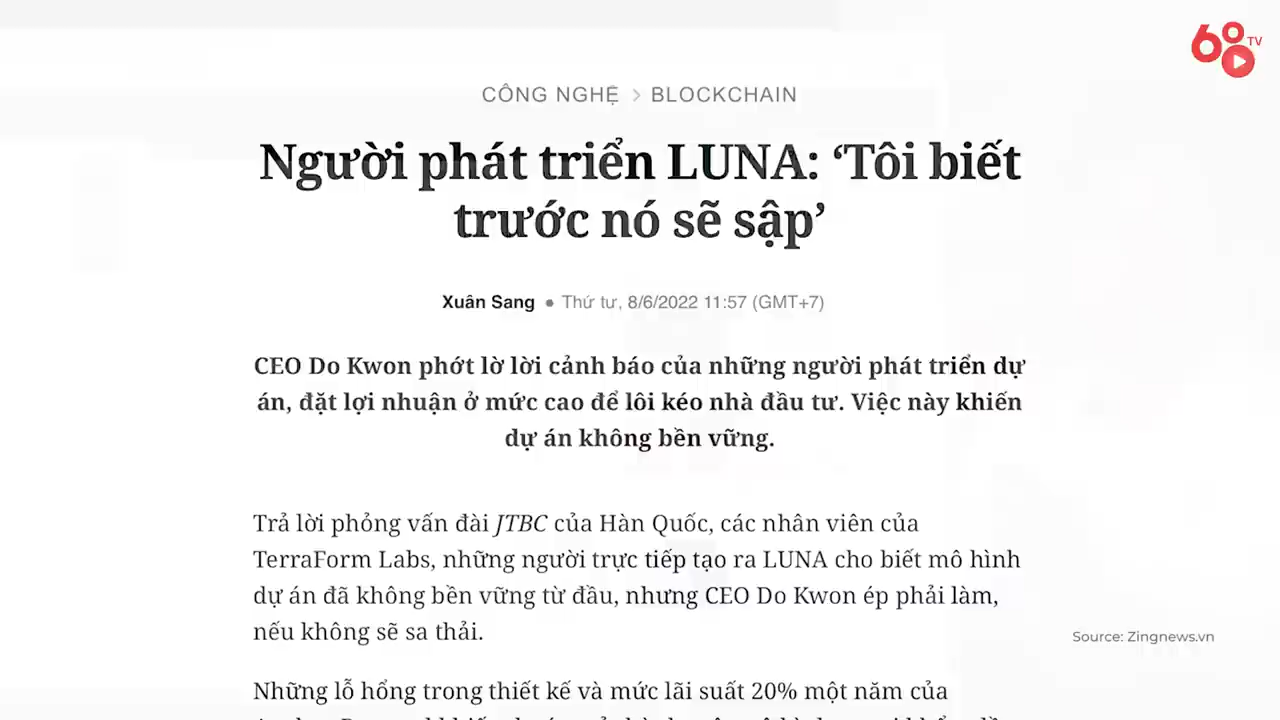 68 TV
CÔNG NGHỆ > BLOCKCHAIN
Người phát triển LUNA: ‘Tôi biết
trước nó sẽ sập’
Xuân Sang ● Thứ tư, 8/6/2022 11:57 (GMT+7)
CEO Do Kwon phớt lờ lời cảnh báo của những người phát triển dự
án, đặt lợi nhuận ở mức cao để lôi kéo nhà đầu tư. Việc này khiến
dự án không bền vững.
Trả lời phỏng vấn đài JTBC của Hàn Quốc, các nhân viên của
TerraForm Labs, những người trực tiếp tạo ra LUNA cho biết mô hình
dự án đã không bền vững từ đầu, nhưng CEO Do Kwon ép phải làm,
nếu không sẽ sa thải.
Source: Zingnews.vn
Những lỗ hổng trong thiết kế và mức lãi suất 20% một năm của